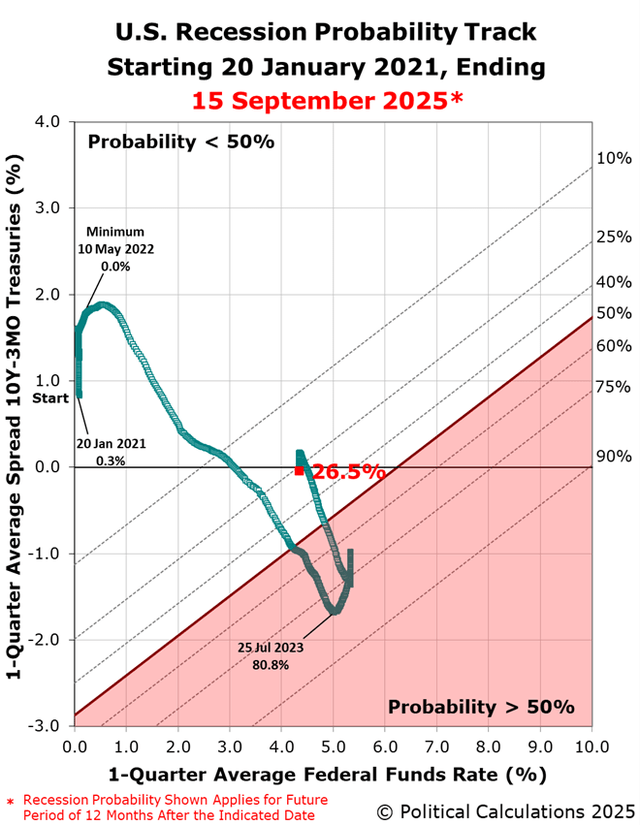 U.S. Recession Probability Track
Starting 20 January 2021, Ending
15 September 2025*
1-Quarter Average Spread 10Y-3MO Treasuries (%)
4.0
3.0
2.0
1.0
0.0
-1.0
-2.0
-3.0
Probability < 50%
Minimum
10 May 2022
0.0%
Start
20 Jan 2021
0.3%
26.5%
25 Jul 2023
80.8%
Probability > 50%
10%
25%
40%
50%
60%
75%
90%
0.0 1.0 2.0 3.0 4.0 5.0 6.0 7.0 8.0 9.0 10.0
1-Quarter Average Federal Funds Rate (%)
* Recession Probability Shown Applies for Future
Period of 12 Months After the Indicated Date
© Political Calculations 2025